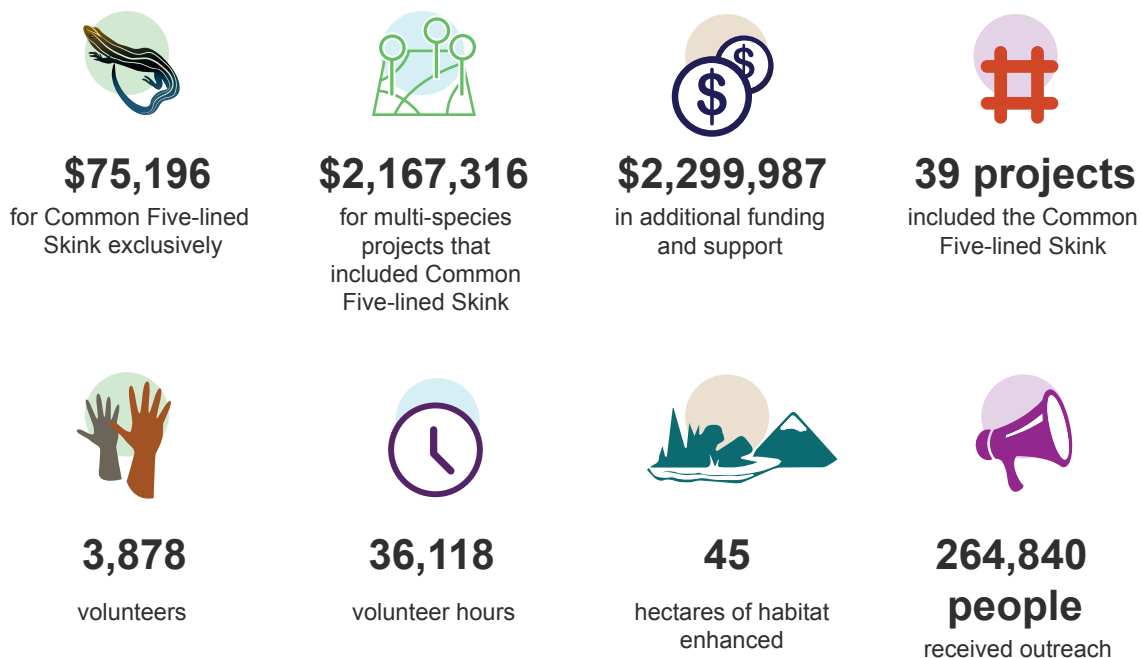 $ $
$75,196
for Common Five-lined
Skink exclusively
$2,167,316
for multi-species
projects that
included Common
Five-lined Skink
$2,299,987
in additional funding
and support
39 projects
included the Common
Five-lined Skink
3,878
volunteers
36,118
volunteer hours
45
hectares of habitat
enhanced
264,840
people
received outreach